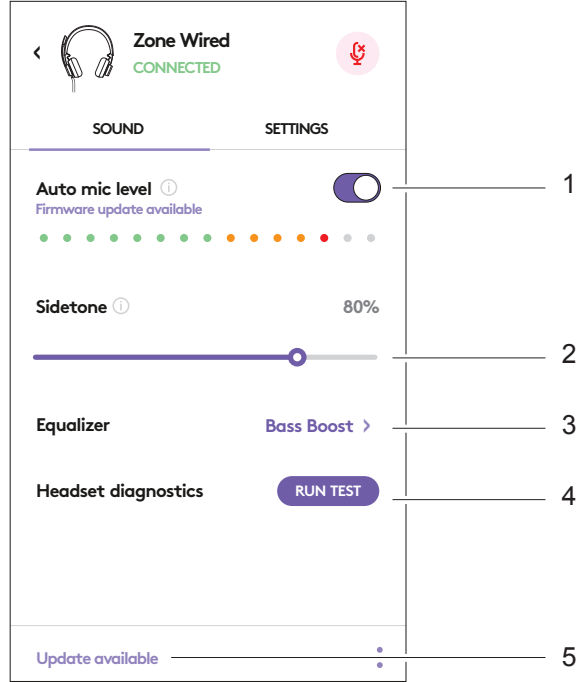 Zone Wired
CONNECTED
SOUND SETTINGS
Auto mic level 1
Firmware update available
Sidetone 80%
2
Equalizer Bass Boost > 3
Headset diagnostics RUN TEST 4
Update available 5